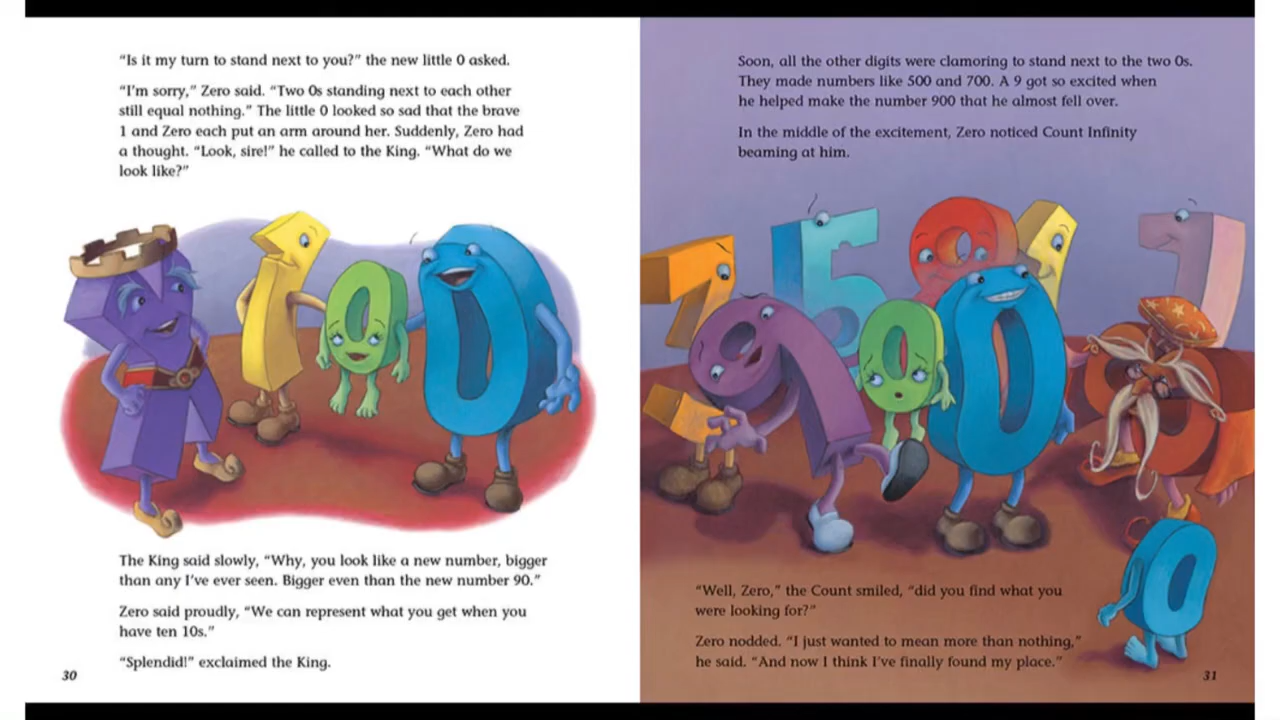 “Is it my turn to stand next to you?” the new little 0 asked.
“I’m sorry,” Zero said. “Two 0s standing next to each other
still equal nothing.” The little 0 looked so sad that the brave
1 and Zero each put an arm around her. Suddenly, Zero had
a thought. “Look, sire!” he called to the King. “What do we
look like?”
The King said slowly, “Why, you look like a new number, bigger
than any I’ve ever seen. Bigger even than the new number 90.”
Zero said proudly, “We can represent what you get when you
have ten 10s.”
“Splendid!” exclaimed the King.
30
Soon, all the other digits were clamoring to stand next to the two 0s.
They made numbers like 500 and 700. A 9 got so excited when
he helped make the number 900 that he almost fell over.
In the middle of the excitement, Zero noticed Count Infinity
beaming at him.
“Well, Zero,” the Count smiled, “did you find what you
were looking for?”
Zero nodded. “I just wanted to mean more than nothing,”
he said. “And now I think I’ve finally found my place.”
31